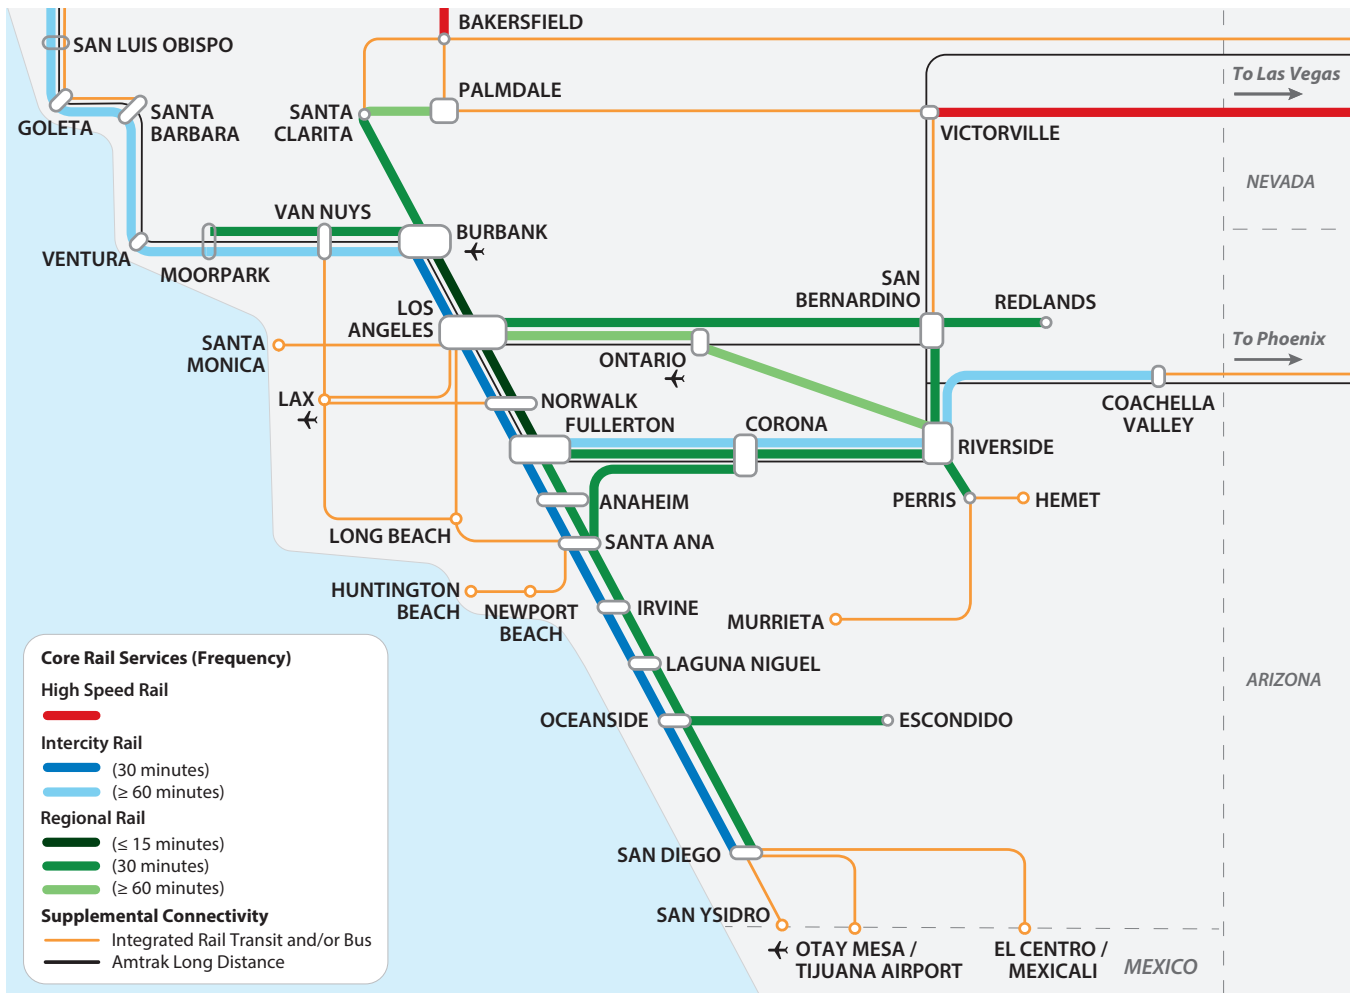 BAKERSFIELD
SAN LUIS OBISPO
To Las Vegas
PALMDALE
GOLETA
SANTA
BARBARA
SANTA
CLARITA
VICTORVILLE
NEVADA
VAN NUYS
BURBANK
VENTURA
MOORPARK
SAN
BERNARDINO
REDLANDS
LOS
ANGELES
SANTA
MONICA
ONTARIO
To Phoenix
LAX
NORWALK
COACHELLA
VALLEY
FULLERTON
CORONA
RIVERSIDE
ANAHEIM
PERRIS
HEMET
LONG BEACH
SANTA ANA
HUNTINGTON
BEACH
NEWPORT
BEACH
IRVINE
MURRIETA
LAGUNA NIGUEL
ARIZONA
OCEANSIDE
ESCONDIDO
SAN DIEGO
SAN YSIDRO
OTAY MESA /
TIJUANA AIRPORT
EL CENTRO /
MEXICALI
MEXICO
Core Rail Services (Frequency)
High Speed Rail
Intercity Rail
(30 minutes)
(≥ 60 minutes)
Regional Rail
(≤ 15 minutes)
(30 minutes)
(≥ 60 minutes)
Supplemental Connectivity
Integrated Rail Transit and/or Bus
Amtrak Long Distance